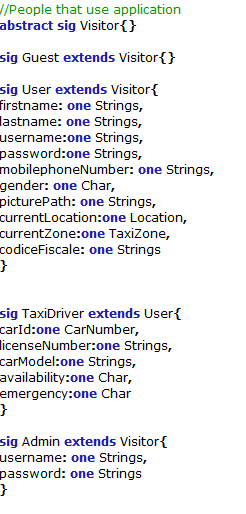 //People that use application
abstract sig Visitor{}
sig Guest extends Visitor{}
sig User extends Visitor{
firstname: one Strings,
lastname: one Strings,
username:one Strings,
password:one Strings,
mobilephoneNumber: one Strings,
gender: one Char,
picturePath: one Strings,
currentLocation:one Location,
currentZone:one TaxiZone,
codiceFiscale: one Strings
}
sig TaxiDriver extends User{
carId:one CarNumber,
licenseNumber:one Strings,
carModel:one Strings,
availability:one Char,
emergency:one Char
}
sig Admin extends Visitor{
username: one Strings,
password: one Strings
}